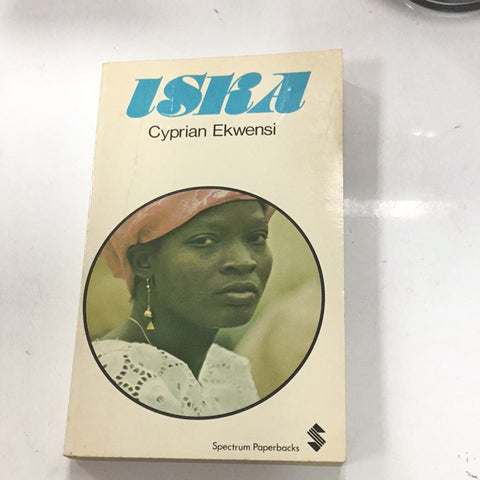 ISKA
Cyprian Ekwensi
Spectrum Paperbacks